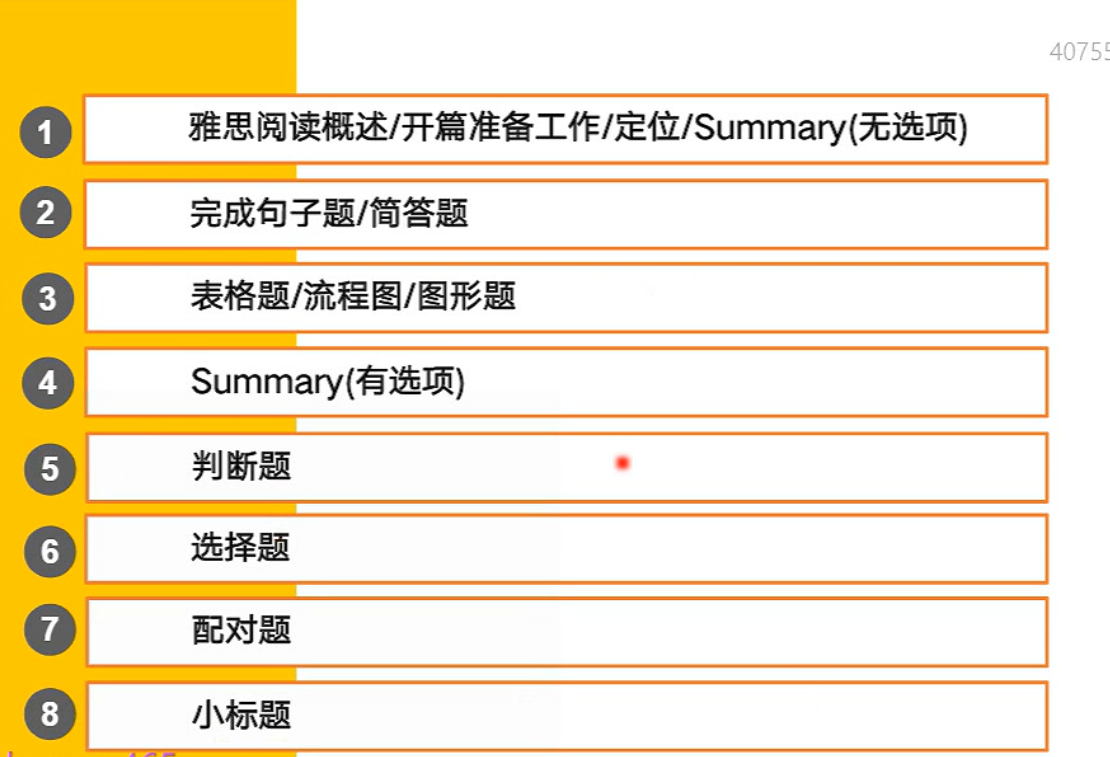 40755
1 雅思阅读概述/开篇准备工作/定位/Summary(无选项)
2 完成句子题/简答题
3 表格题/流程图/图形题
4 Summary(有选项)
5 判断题
6 选择题
7 配对题
8 小标题